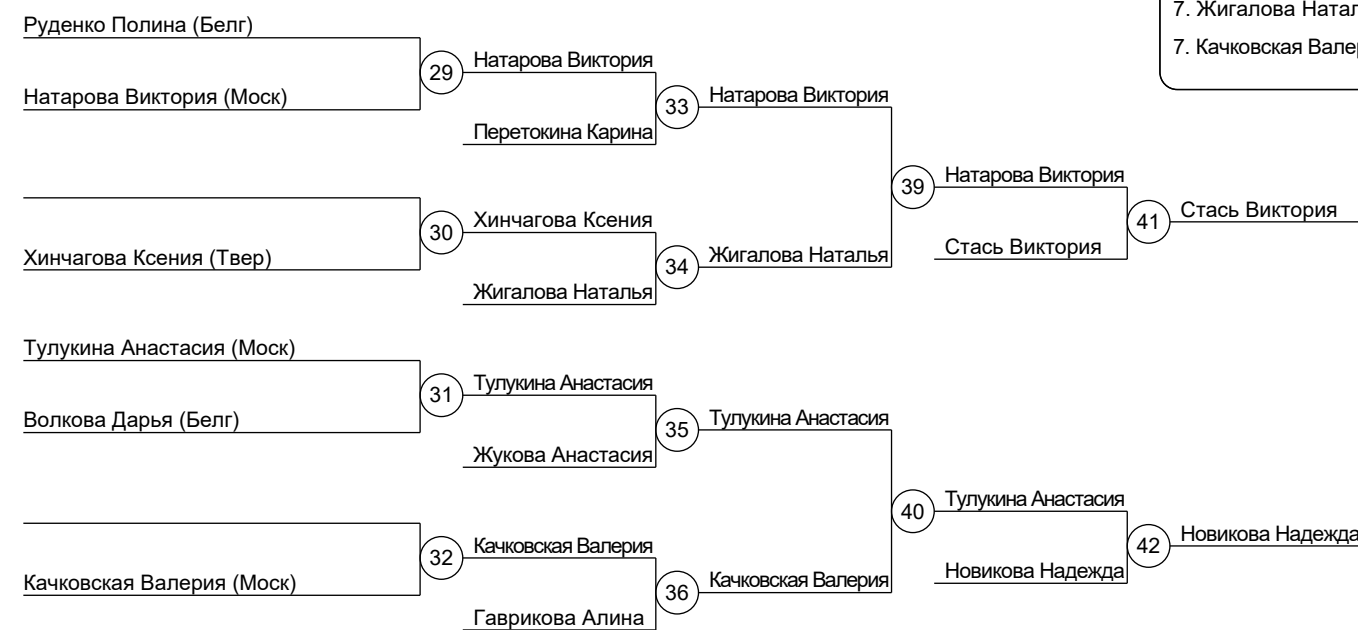 7. Жигалова
Руденко Полина (Белг)
7. Качковская
Натарова Виктория
29
Натарова Виктория (Моск)
Натарова Виктория
33
Перетокина Карина
Натарова Виктория
39
Хинчагова Ксения
Стась Виктория
41
30
Стась Виктория
Хинчагова Ксения (Твер)
Жигалова Наталья
34
Жигалова Наталья
Тулукина Анастасия (Моск)
Тулукина Анастасия
31
Волкова Дарья (Белг)
Тулукина Анастасия
35
Жукова Анастасия
Тулукина Анастасия
40
Новикова Надежда
Качковская Валерия
42
32
Новикова Надежда
Качковская Валерия (Моск)
Качковская Валерия
36
Гаврикова Алина